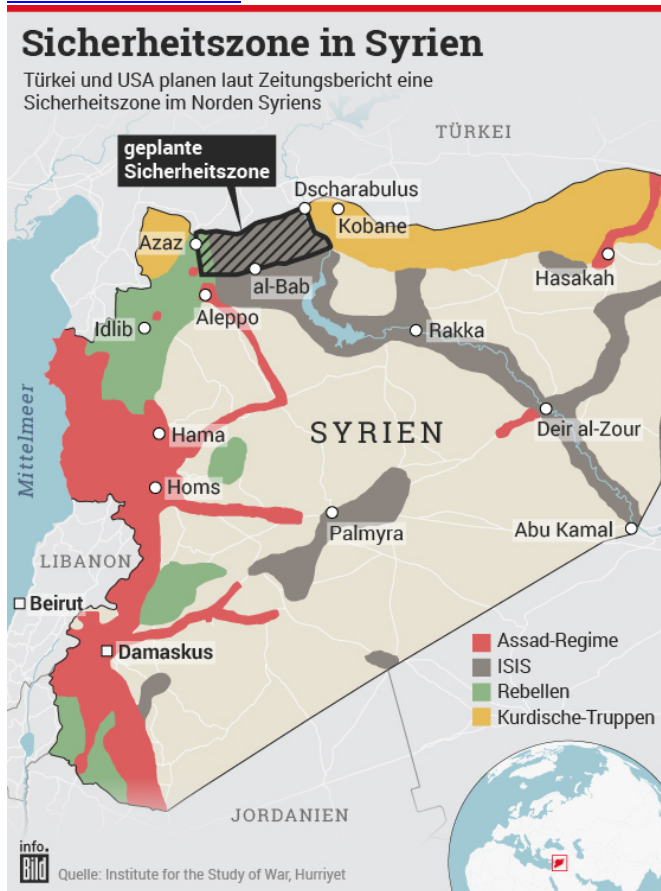 Sicherheitszone in Syrien
Türkei und USA planen laut Zeitungsbericht eine
Sicherheitszone im Norden Syriens
TÜRKEI
geplante
Sicherheitszone
Dscharabulus
Kobane
Azaz
Hasakah
al-Bab
Aleppo
Idlib
Rakka
Mittelmeer
SYRIEN
Deir al-Zour
Hama
Homs
Palmyra
Abu Kamal
LIBANON
Beirut
Damaskus
Assad-Regime
ISIS
Rebellen
Kurdische-Truppen
JORDANIEN
info.
Bild
Quelle: Institute for the Study of War, Hurriyet